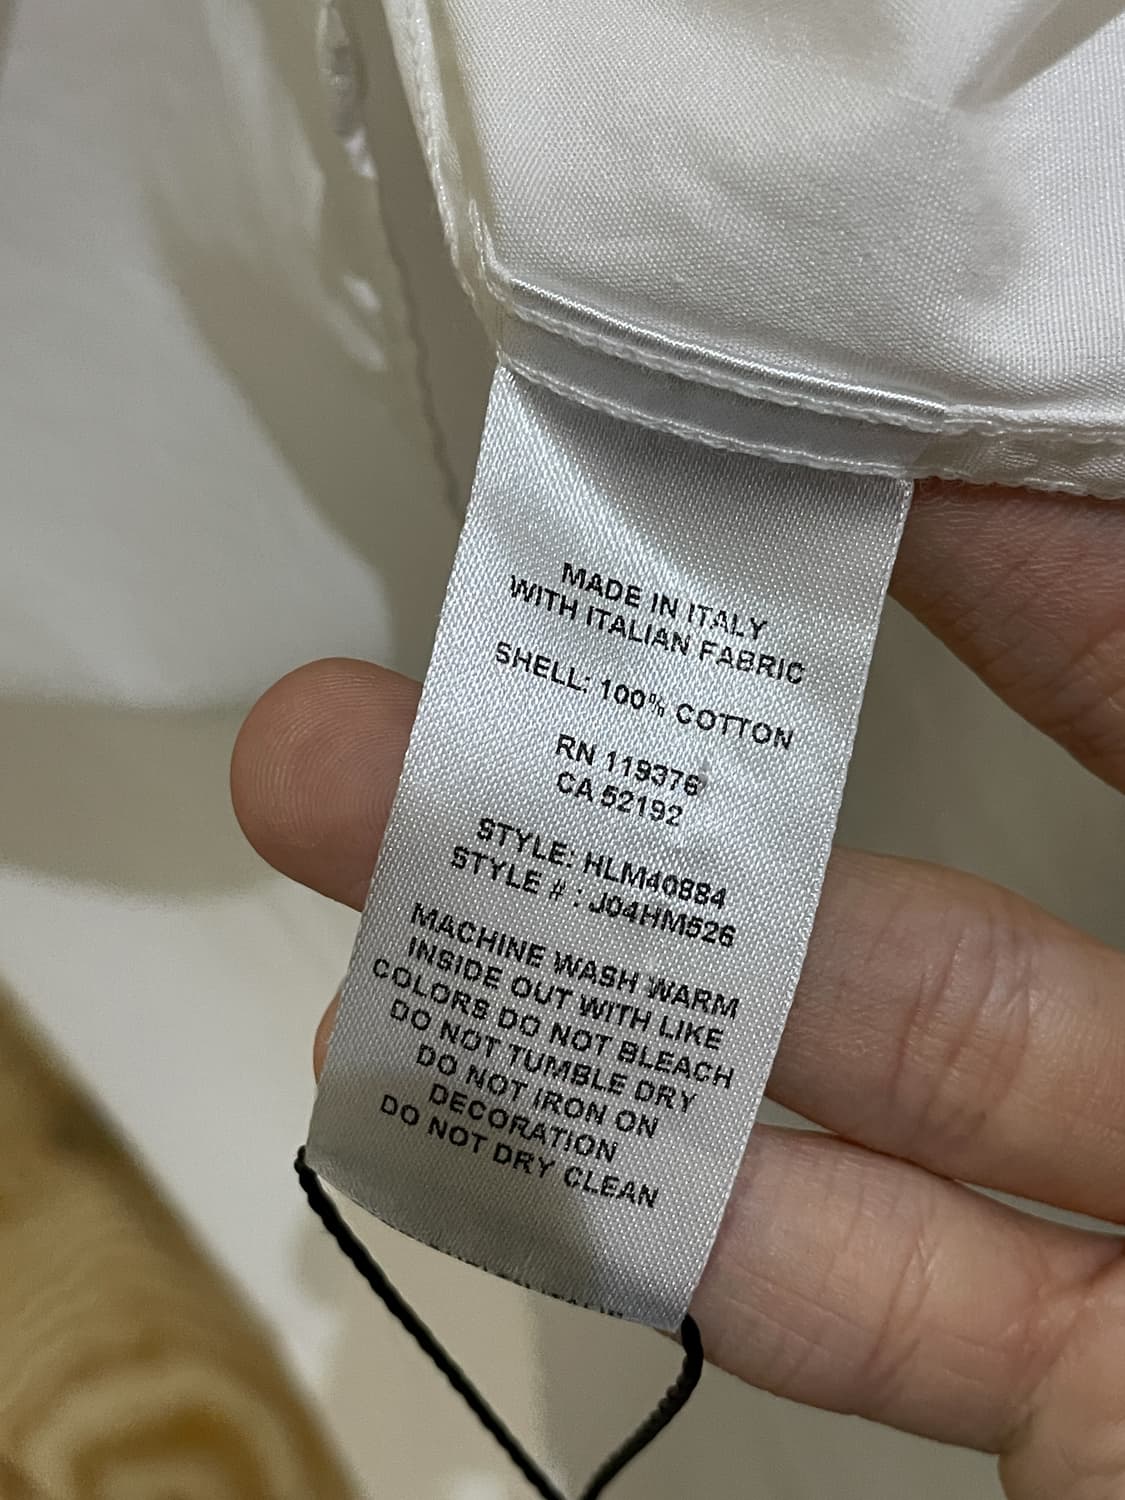 MADE IN ITALY
WITH ITALIAN FABRIC
SHELL: 100% COTTON
RN 119376
CA 52192
STYLE: HLM40884
STYLE # : J04HM526
MACHINE WASH WARM
INSIDE OUT WITH LIKE
COLORS DO NOT BLEACH
DO NOT TUMBLE DRY
DO NOT IRON ON
DECORATION
DO NOT DRY CLEAN